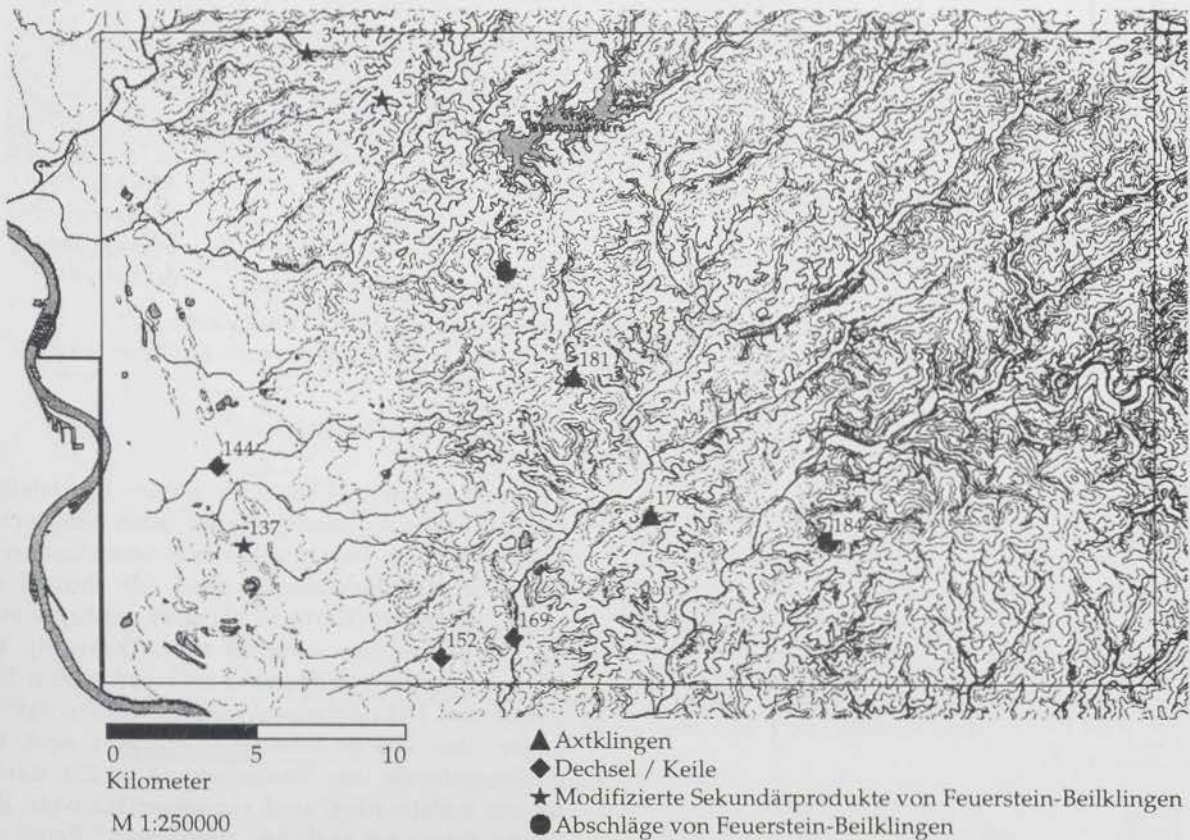 3
45
78
181
144
178
137
184
169
152
0 5 10
Kilometer
M 1:250000
Axtklingen
Dechsel / Keile
Modifizierte Sekundärprodukte von Feuerstein-Beilklingen
Abschläge von Feuerstein-Beilklingen